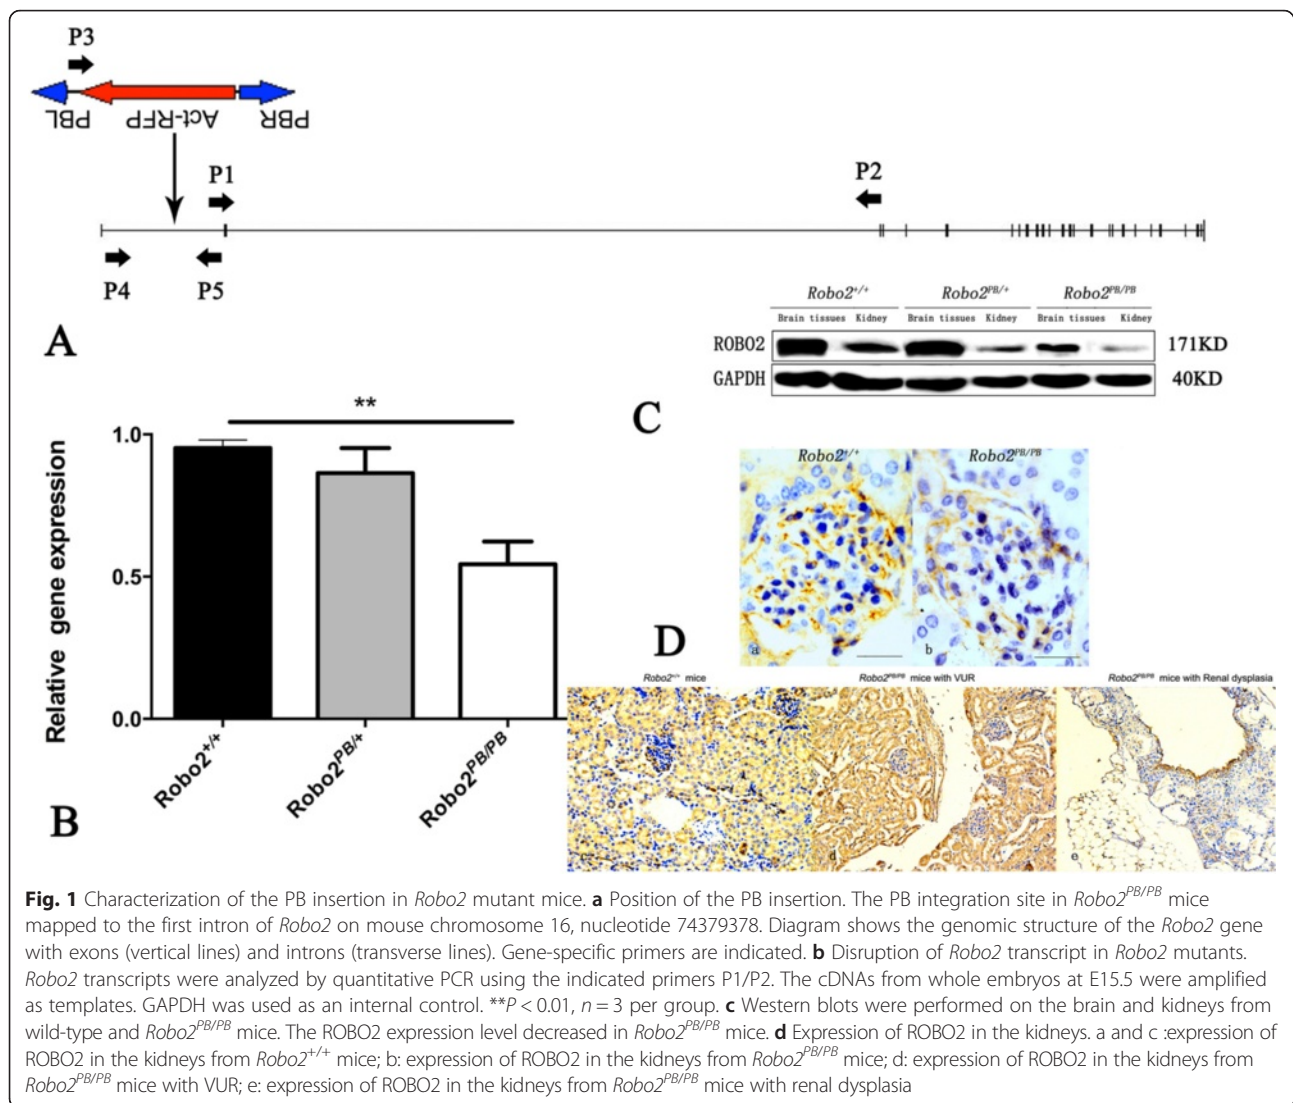 P3
PBL Act-RFP PBR
P1
P2
P4 P5
A
Robo2+/+ Robo2PB/+ Robo2PB/PB
Brain tissues Kidney Brain tissues Kidney Brain tissues Kidney
ROBO2 171KD
GAPDH 40KD
C
**
Relative gene expression
1.0
0.5
0.0
Robo2+/+
Robo2PB/+
Robo2PB/PB
B
Robo2+/+ Robo2PB/PB
a b
D
Robo2+/+ mice Robo2PB/PB mice with VUR Robo2PB/PB mice with Renal dysplasia
c d e
Fig. 1 Characterization of the PB insertion in Robo2 mutant mice. a Position of the PB insertion. The PB integration site in Robo2PB/PB mice
mapped to the first intron of Robo2 on mouse chromosome 16, nucleotide 74379378. Diagram shows the genomic structure of the Robo2 gene
with exons (vertical lines) and introns (transverse lines). Gene-specific primers are indicated. b Disruption of Robo2 transcript in Robo2 mutants.
Robo2 transcripts were analyzed by quantitative PCR using the indicated primers P1/P2. The cDNAs from whole embryos at E15.5 were amplified
as templates. GAPDH was used as an internal control. **P < 0.01, n = 3 per group. c Western blots were performed on the brain and kidneys from
wild-type and Robo2PB/PB mice. The ROBO2 expression level decreased in Robo2PB/PB mice. d Expression of ROBO2 in the kidneys. a and c :expression of
ROBO2 in the kidneys from Robo2+/+ mice; b: expression of ROBO2 in the kidneys from Robo2PB/PB mice; d: expression of ROBO2 in the kidneys from
Robo2PB/PB mice with VUR; e: expression of ROBO2 in the kidneys from Robo2PB/PB mice with renal dysplasia